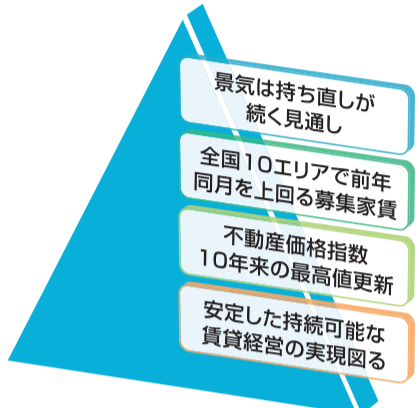 景気は持ち直しが
続く見通し
全国10エリアで前年
同月を上回る募集家賃
不動産価格指数
10年来の最高値更新
安定した持続可能な
賃貸経営の実現図る